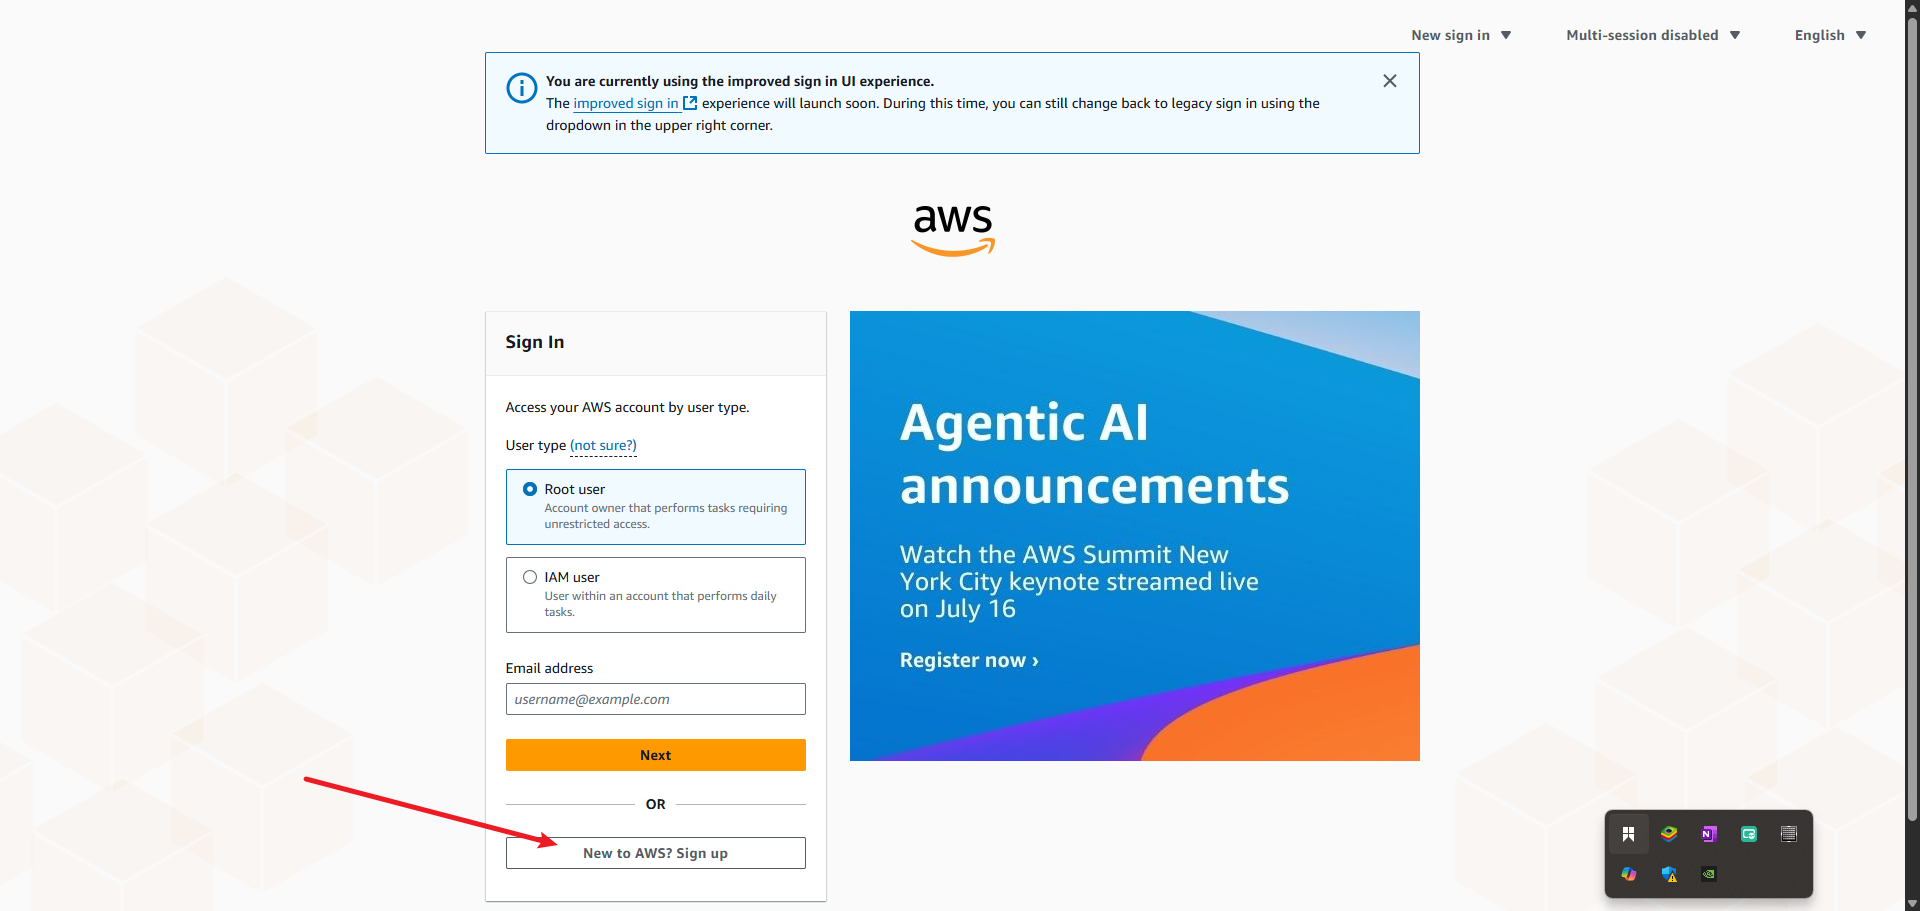 New sign in
Multi-session disabled
English
You are currently using the improved sign in UI experience.
The improved sign in experience will launch soon. During this time, you can still change back to legacy sign in using the
dropdown in the upper right corner.
aws
Sign In
Access your AWS account by user type.
User type (not sure?)
Root user
Account owner that performs tasks requiring
unrestricted access.
IAM user
User within an account that performs daily
tasks.
Email address
username@example.com
Next
OR
New to AWS? Sign up
Agentic AI
announcements
Watch the AWS Summit New
York City keynote streamed live
on July 16
Register now ›